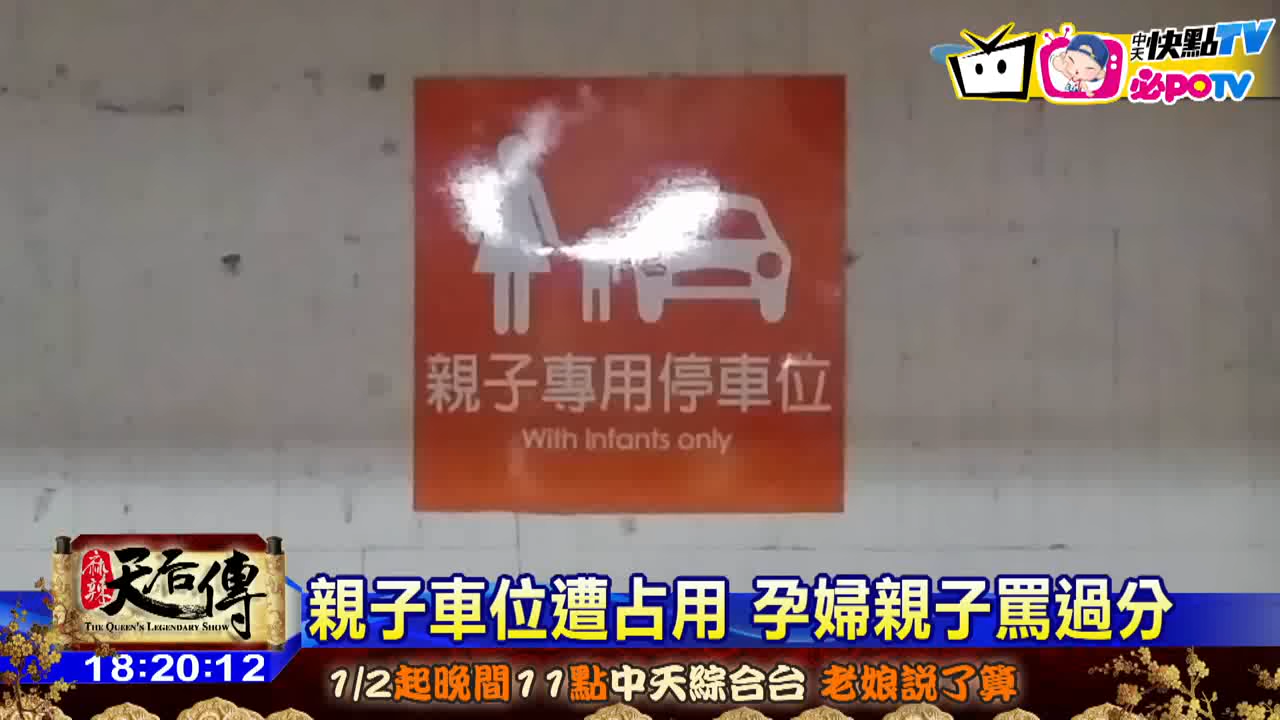 中天快點TV
必POTV
親子專用停車位
With Infants only
麻辣天后傳
THE QUEEN'S LEGENDARY SHOW
親子車位遭占用 孕婦親子罵過分
18:20:12
1/2起晚間11點中天綜合台 老娘説了算